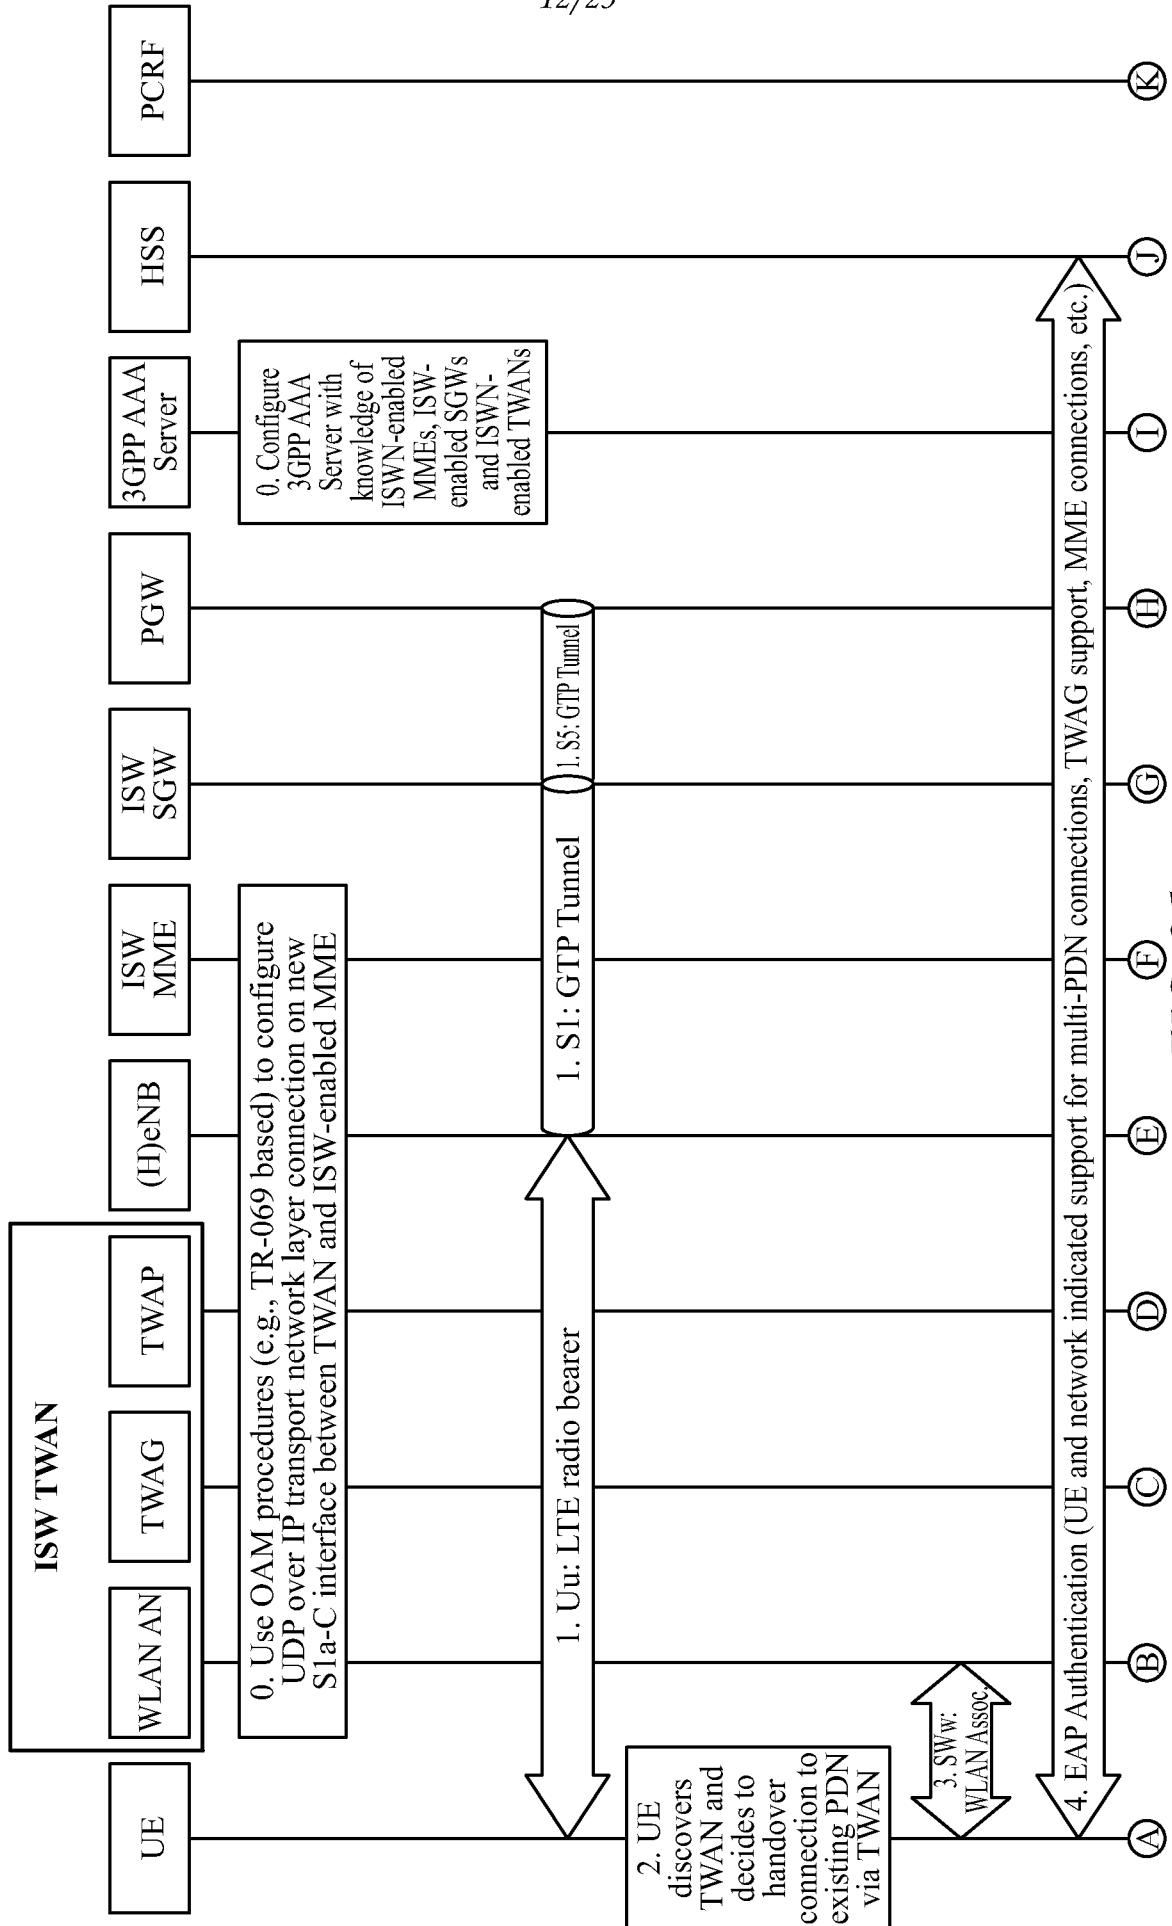 12/25
ISW TWAN
UE
WLAN AN
TWAG
TWAP
(H)eNB
ISW
MME
ISW
SGW
PGW
3GPP AAA
Server
HSS
PCRF
0. Use OAM procedures (e.g., TR-069 based) to configure
UDP over IP transport network layer connection on new
S1a-C interface between TWAN and ISW-enabled MME
0. Configure
3GPP AAA
Server with
knowledge of
ISWN-enabled
MMEs, ISW-
enabled SGWs
and ISWN-
enabled TWANs
1. Uu: LTE radio bearer
1. S1: GTP Tunnel
1. S5: GTP Tunnel
2. UE
discovers
TWAN and
decides to
handover
connection to
existing PDN
via TWAN
3. SWw:
WLAN Assoc.
4. EAP Authentication (UE and network indicated support for multi-PDN connections, TWAG support, MME connections, etc.)
A
B
C
D
E
F
G
H
I
J
K